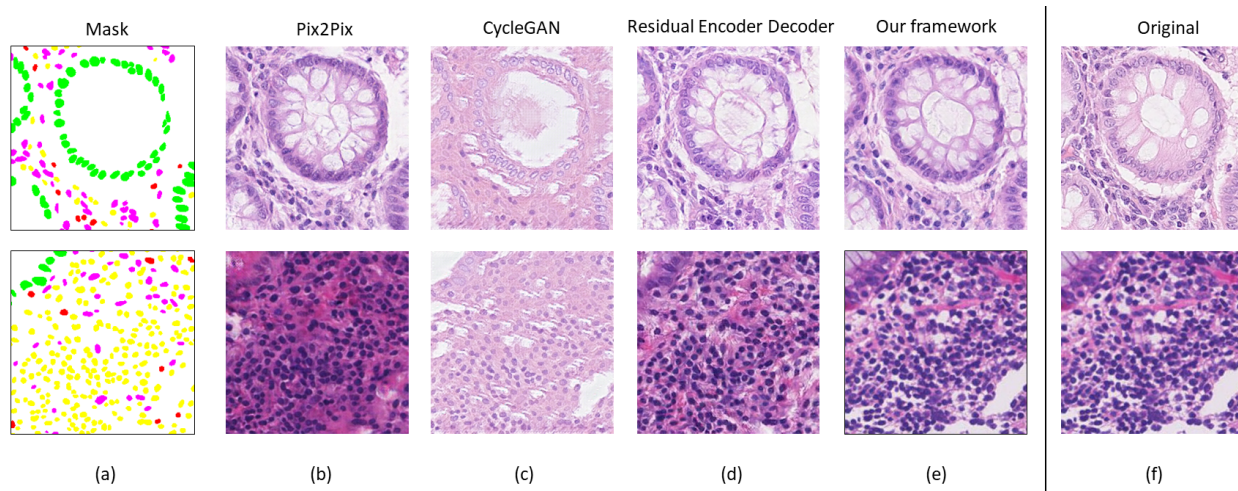 Mask Pix2Pix CycleGAN Residual Encoder Decoder Our framework Original
(a) (b) (c) (d) (e) (f)